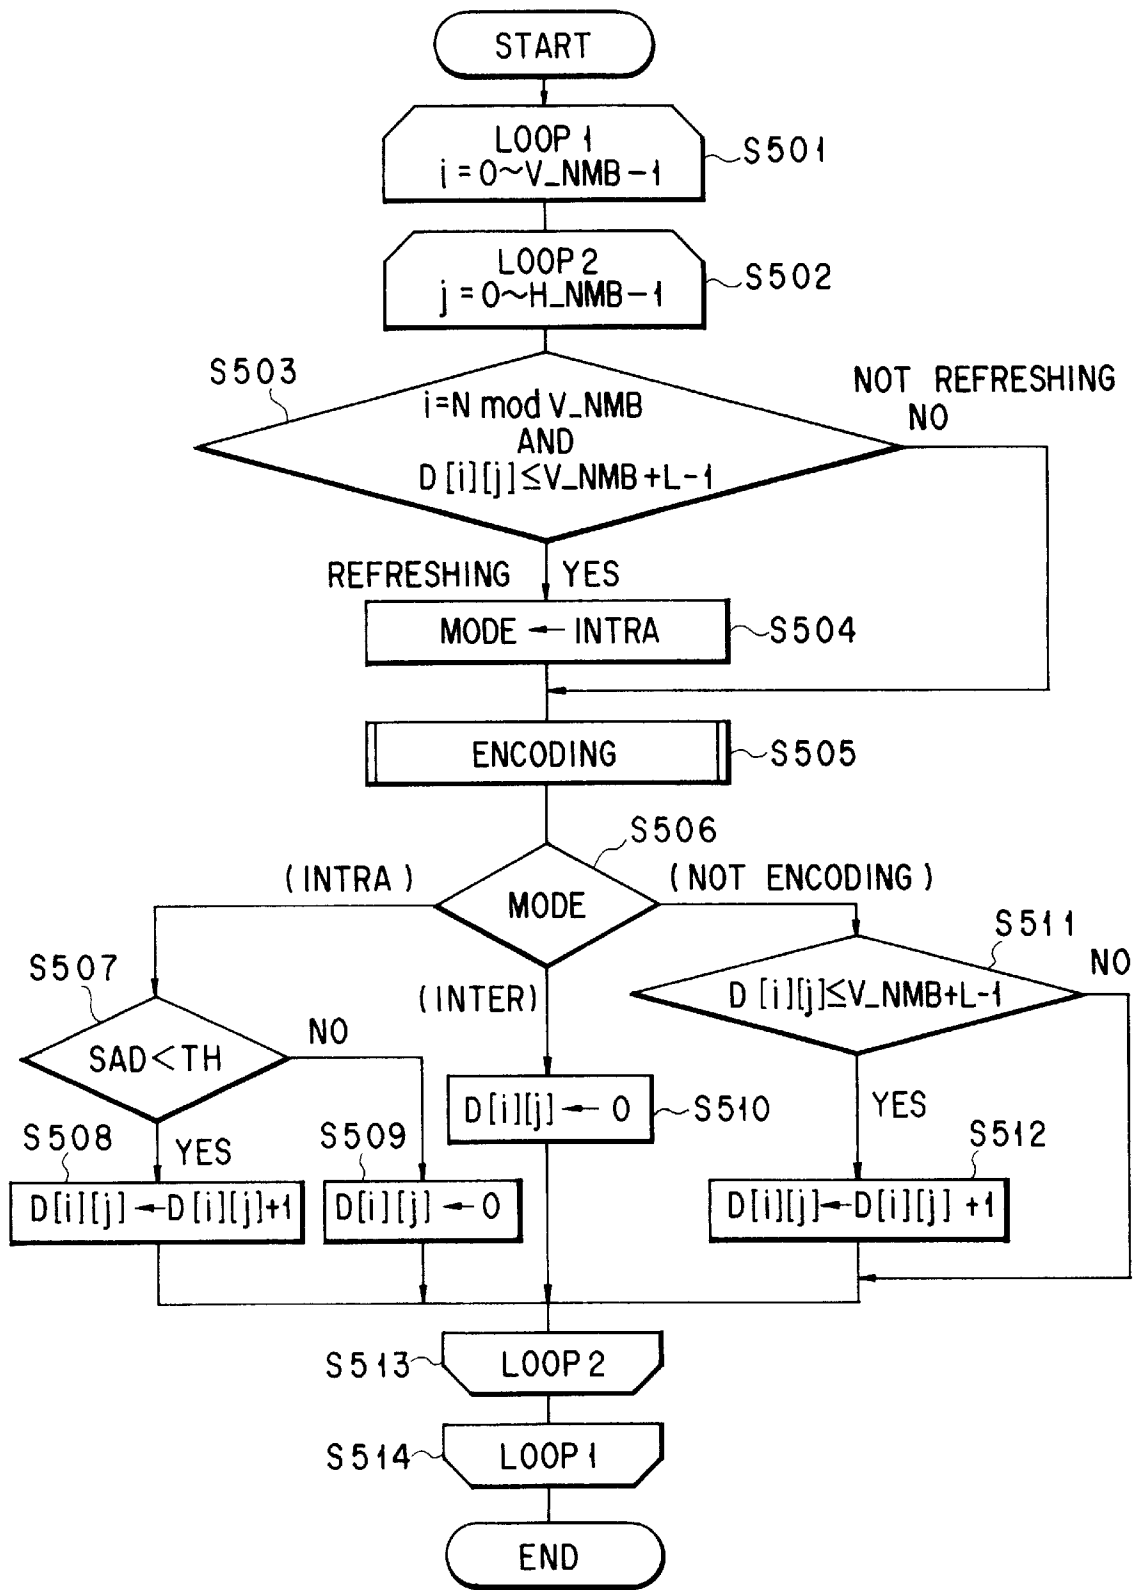 START
LOOP 1
i = 0~V_NMB-1
S501
LOOP 2
j = 0~H_NMB-1
S502
S503
i=N mod V_NMB
AND
D[i][j]≤V_NMB+L-1
NOT REFRESHING
NO
REFRESHING
YES
MODE ← INTRA
S504
ENCODING
S505
S506
MODE
(INTRA)
(NOT ENCODING)
(INTER)
S507
SAD<TH
NO
S511
D[i][j]≤V_NMB+L-1
NO
S508
YES
D[i][j]←D[i][j]+1
S509
D[i][j]←0
D[i][j]←0
S510
YES
S512
D[i][j]←D[i][j]+1
S513
LOOP 2
S514
LOOP 1
END